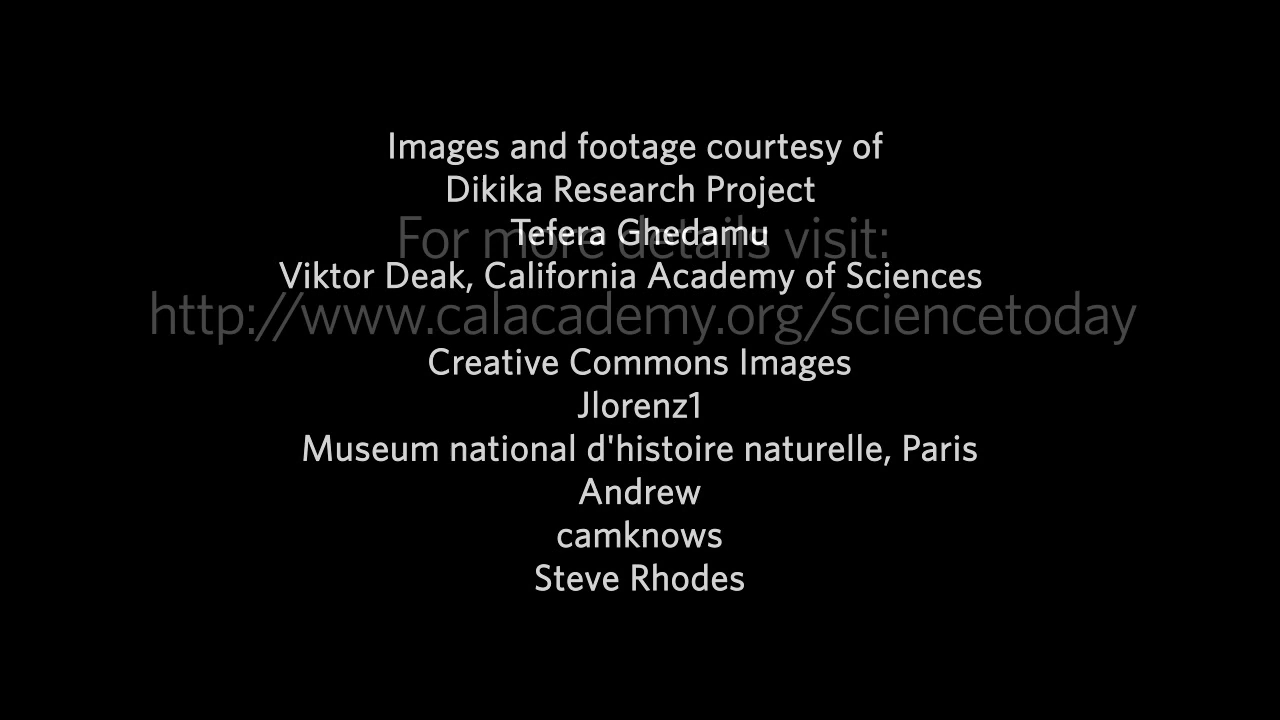 Images and footage courtesy of
Dikika Research Project
Tefera Ghedamu
For more details visit:
Viktor Deak, California Academy of Sciences
http://www.calacademy.org/sciencetoday
Creative Commons Images
Jlorenz1
Museum national d'histoire naturelle, Paris
Andrew
camknows
Steve Rhodes